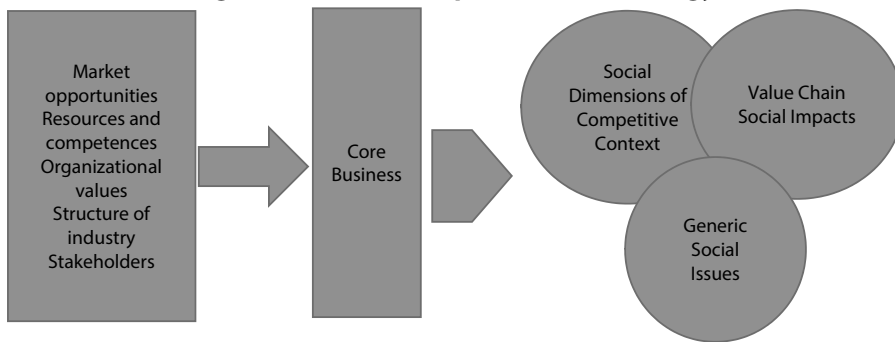 Market
opportunities
Resources and
competences
Organizational
values
Structure of
industry
Stakeholders
Core
Business
Social
Dimensions of
Competitive
Context
Value Chain
Social Impacts
Generic
Social
Issues